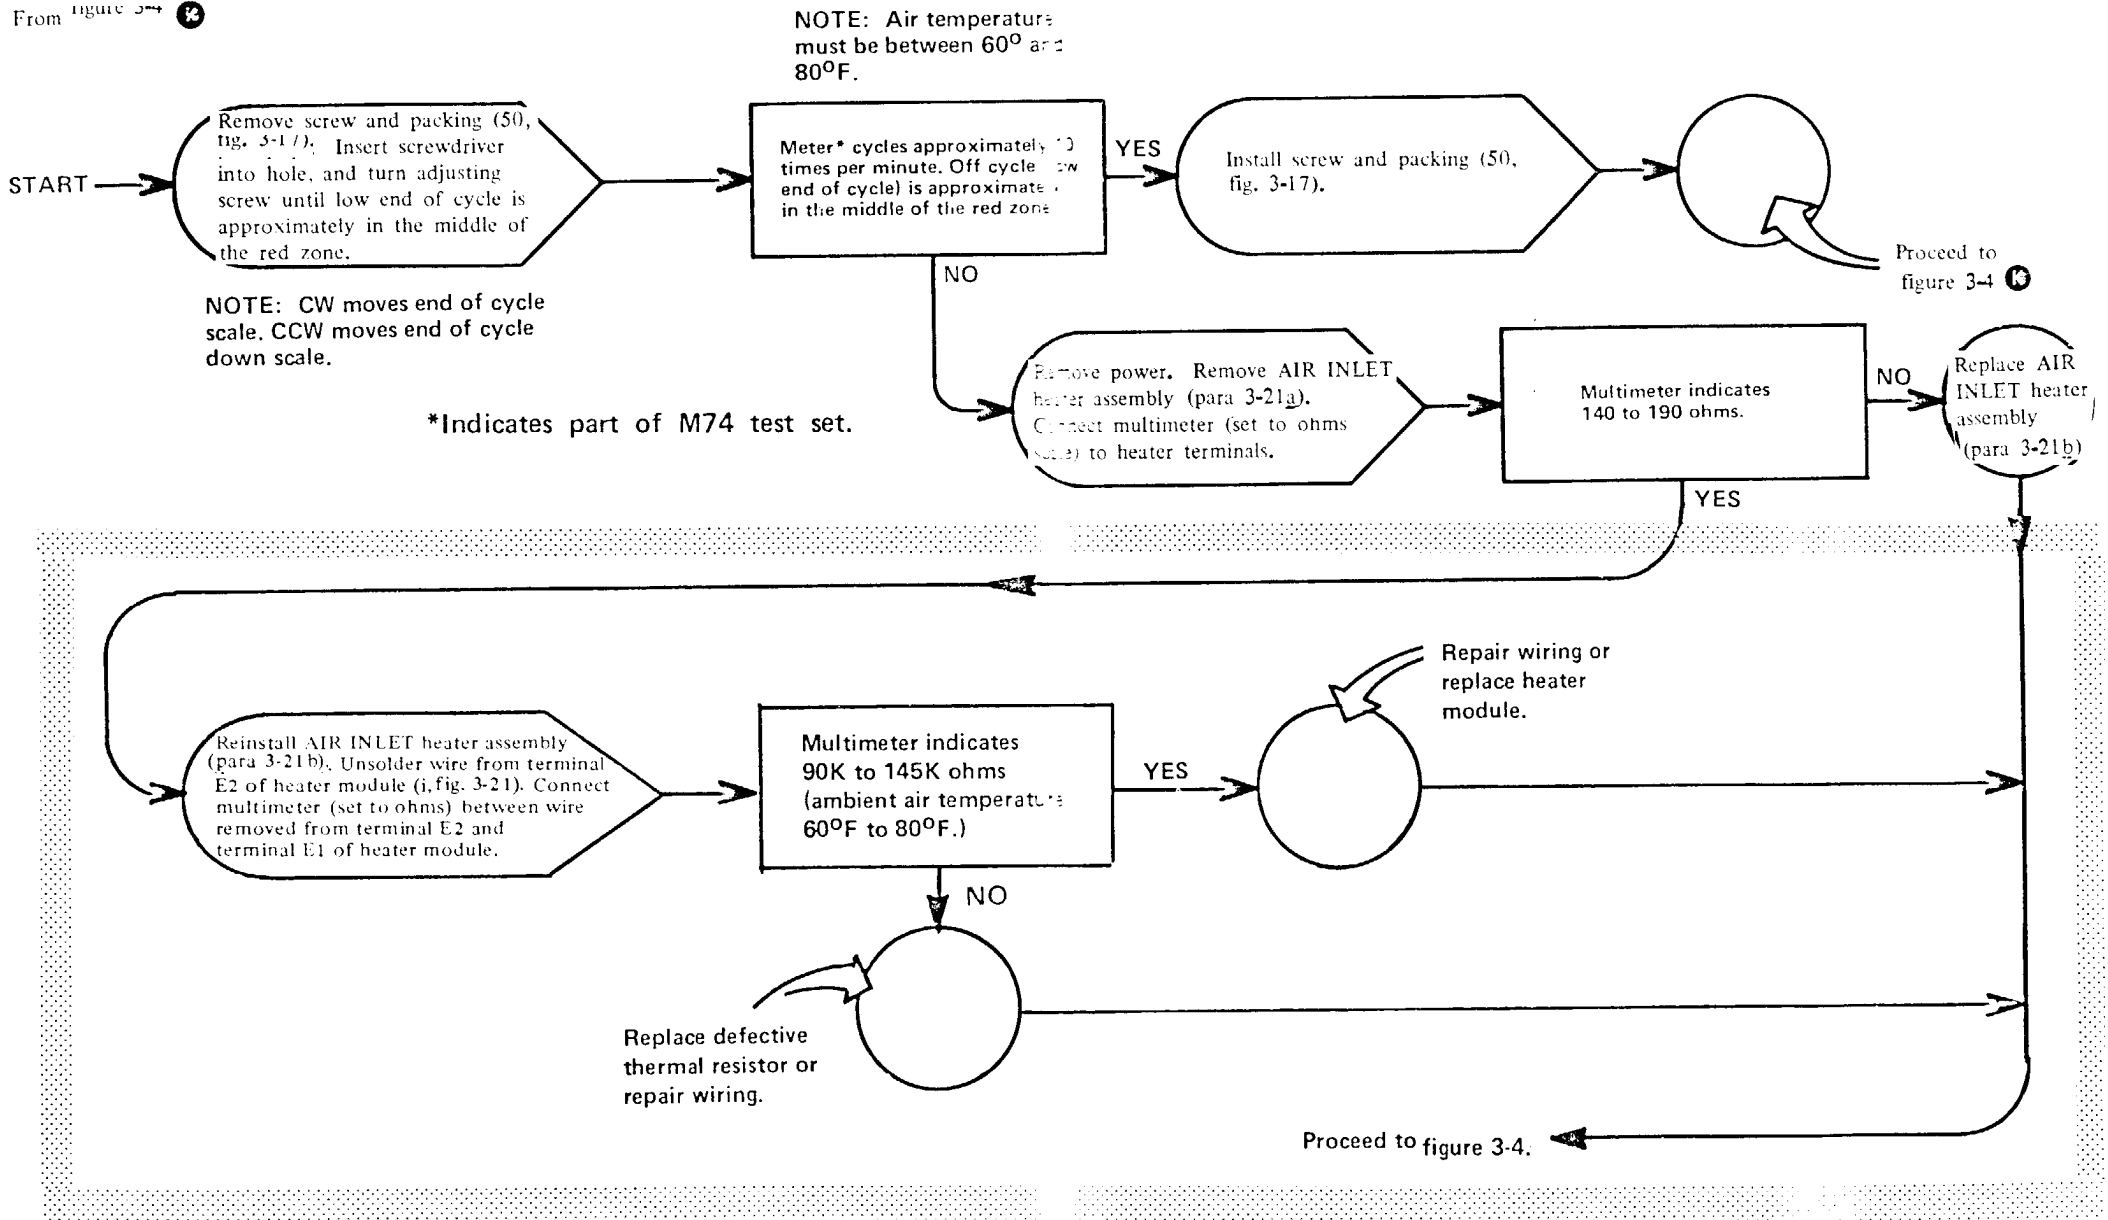 From figure 3-4
NOTE: Air temperature
must be between 60° and
80°F.
START
Remove screw and packing (50,
fig. 3-17). Insert screwdriver
into hole, and turn adjusting
screw until low end of cycle is
approximately in the middle of
the red zone.
NOTE: CW moves end of cycle
scale. CCW moves end of cycle
down scale.
Meter* cycles approximately
times per minute. Off cycle
end of cycle) is approximate
in the middle of the red zone
YES
NO
Install screw and packing (50,
fig. 3-17).
Proceed to
figure 3-4
*Indicates part of M74 test set.
Remove power. Remove AIR INLET
heater assembly (para 3-21a).
Connect multimeter (set to ohms
scale) to heater terminals.
Multimeter indicates
140 to 190 ohms.
NO
YES
Replace AIR
INLET heater
assembly
(para 3-21b)
Reinstall AIR INLET heater assembly
(para 3-21b). Unsolder wire from terminal
E2 of heater module (i, fig. 3-21). Connect
multimeter (set to ohms) between wire
removed from terminal E2 and
terminal E1 of heater module.
Multimeter indicates
90K to 145K ohms
(ambient air temperature
60°F to 80°F.)
YES
NO
Repair wiring or
replace heater
module.
Replace defective
thermal resistor or
repair wiring.
Proceed to figure 3-4.